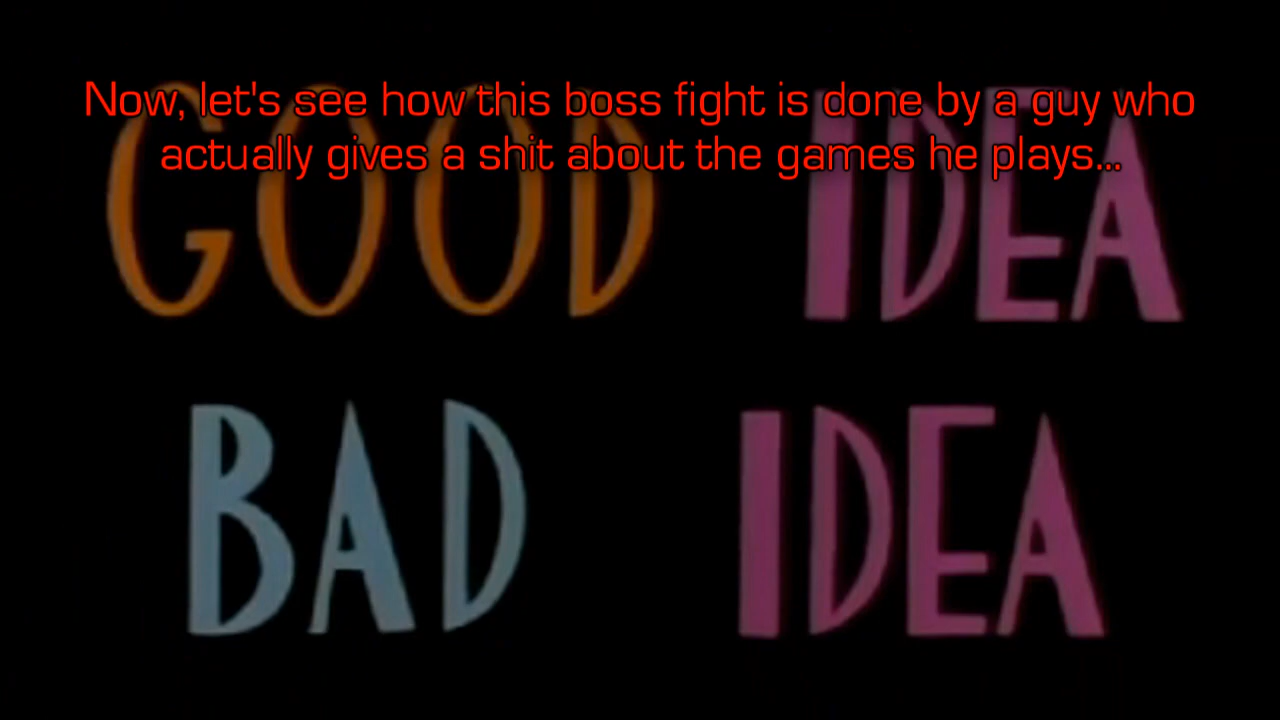 Now, let's see how this boss fight is done by a guy who
actually gives a shit about the games he plays...
GOOD IDEA
BAD IDEA